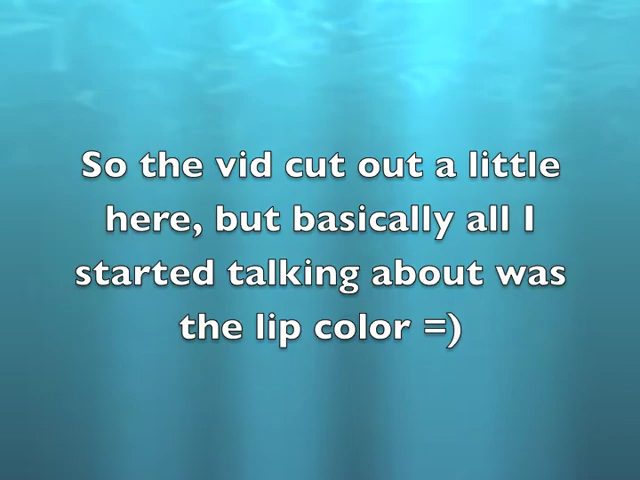 So the vid cut out a little
here, but basically all I
started talking about was
the lip color =)